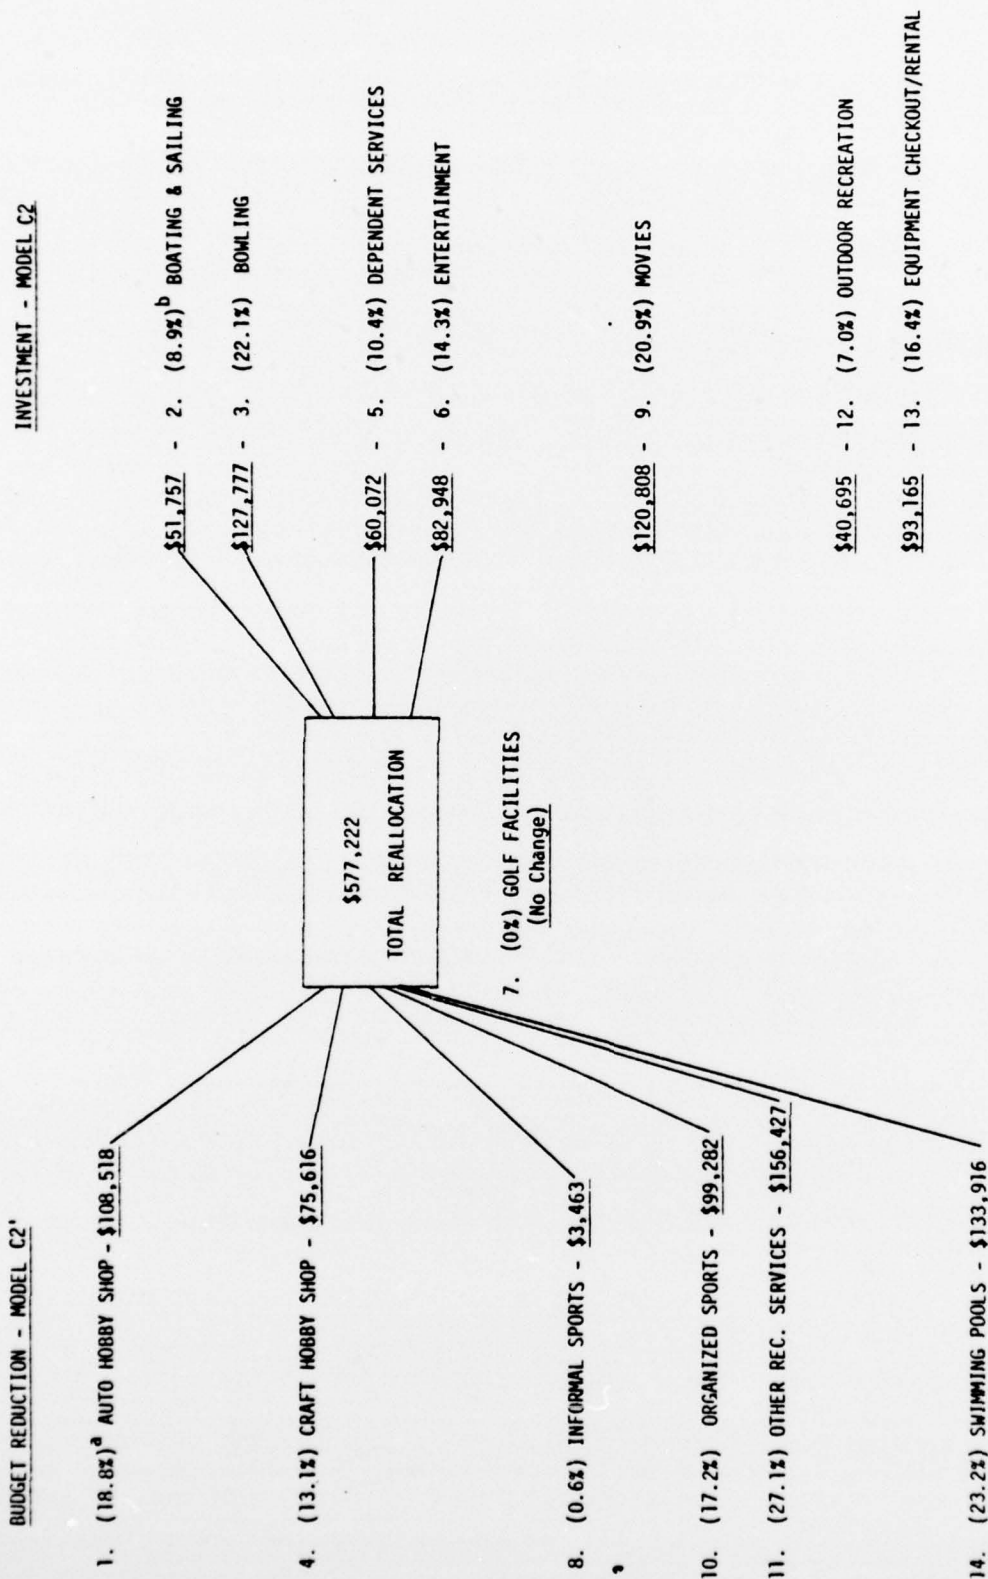 BUDGET REDUCTION - MODEL C2'
1. (18.8%)a AUTO HOBBY SHOP - $108,518
4. (13.1%) CRAFT HOBBY SHOP - $75,616
8. (0.6%) INFORMAL SPORTS - $3,463
10. (17.2%) ORGANIZED SPORTS - $99,282
11. (27.1%) OTHER REC. SERVICES - $156,427
14. (23.2%) SWIMMING POOLS - $133,916
$577,222
TOTAL REALLOCATION
7. (0%) GOLF FACILITIES
(No Change)
INVESTMENT - MODEL C2
$51,757 - 2. (8.9%)b BOATING & SAILING
$127,777 - 3. (22.1%) BOWLING
$60,072 - 5. (10.4%) DEPENDENT SERVICES
$82,948 - 6. (14.3%) ENTERTAINMENT
$120,808 - 9. (20.9%) MOVIES
$40,695 - 12. (7.0%) OUTDOOR RECREATION
$93,165 - 13. (16.4%) EQUIPMENT CHECKOUT/RENTAL